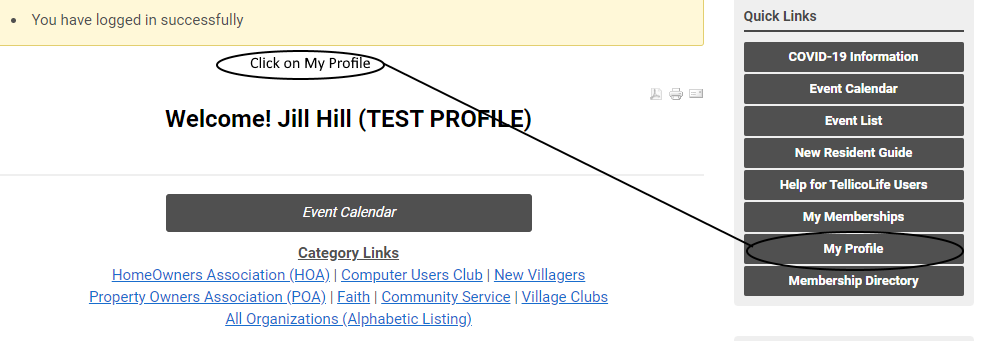 You have logged in successfully
Click on My Profile
Welcome! Jill Hill (TEST PROFILE)
Event Calendar
Category Links
HomeOwners Association (HOA) | Computer Users Club | New Villagers
Property Owners Association (POA) | Faith | Community Service | Village Clubs
All Organizations (Alphabetic Listing)
Quick Links
COVID-19 Information
Event Calendar
Event List
New Resident Guide
Help for TellicoLife Users
My Memberships
My Profile
Membership Directory